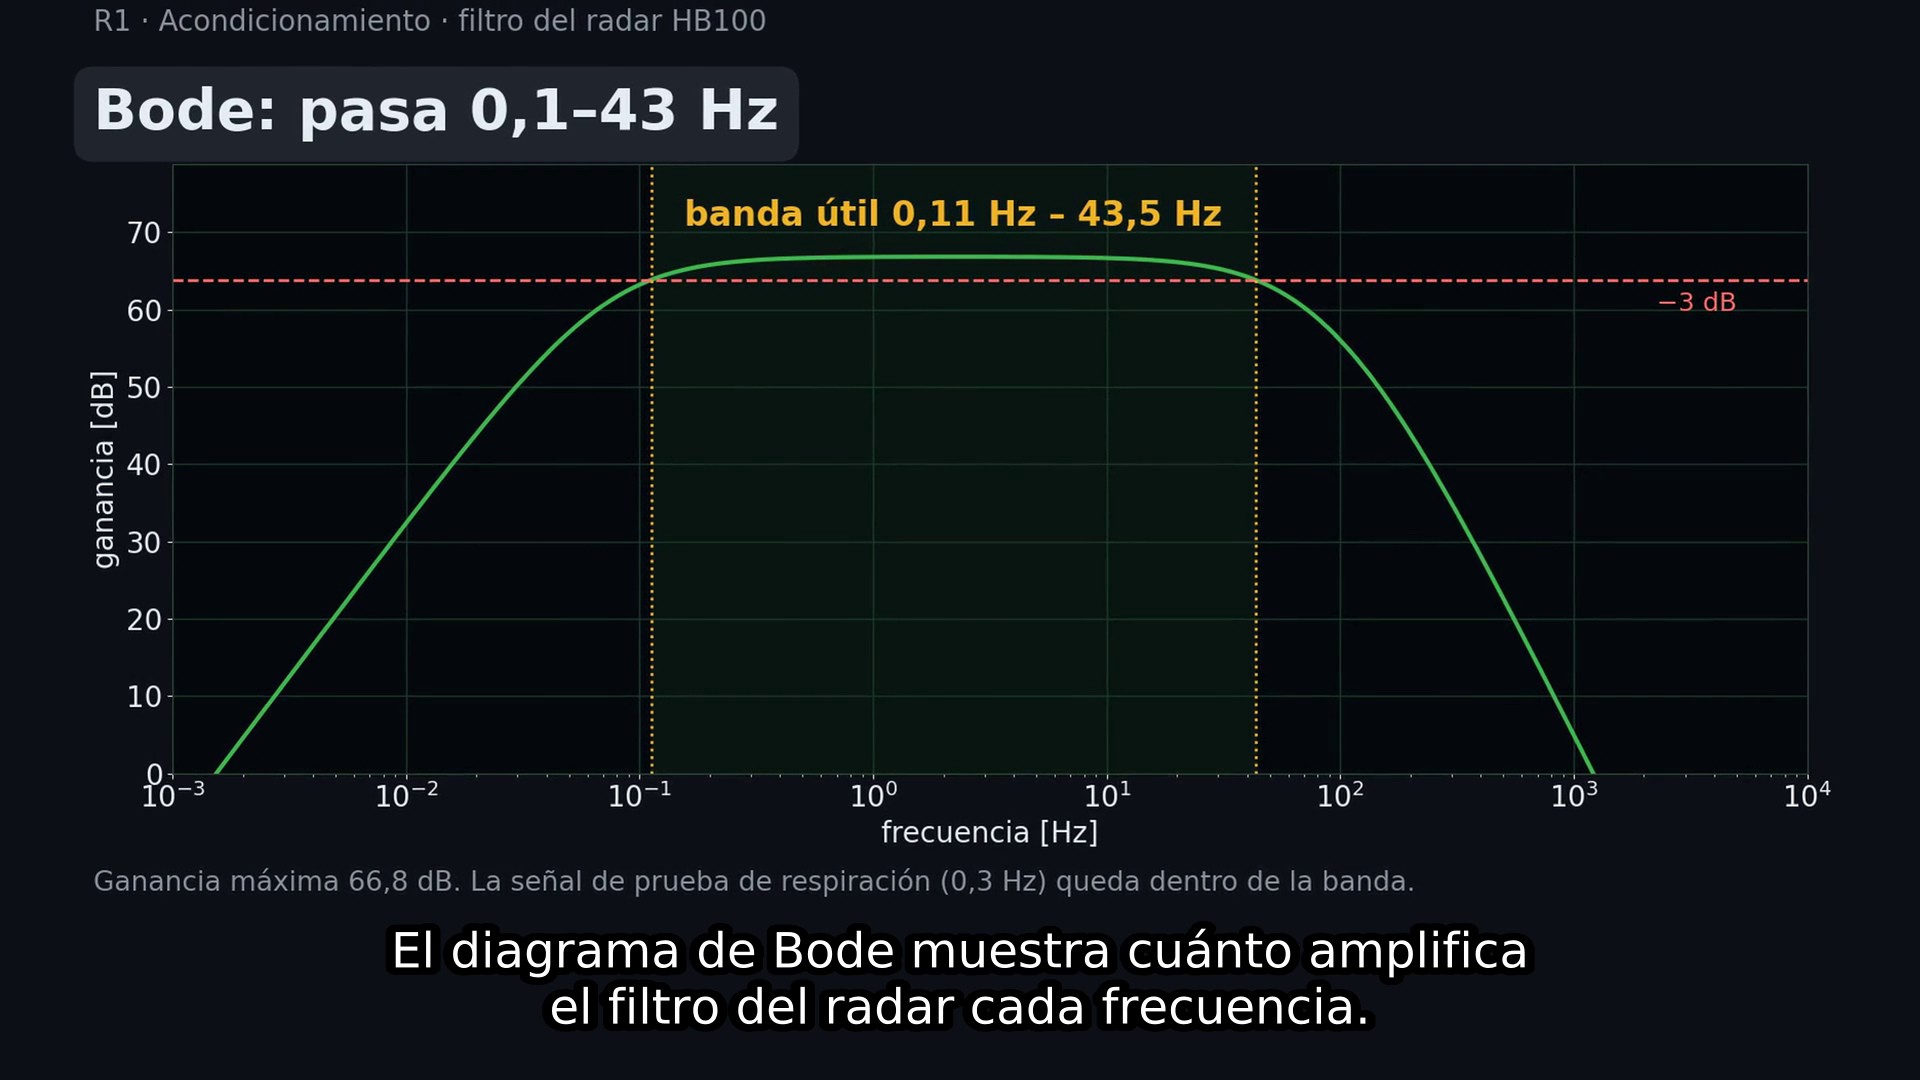 R1 · Acondicionamiento · filtro del radar HB100
Bode: pasa 0,1–43 Hz
banda útil 0,11 Hz – 43,5 Hz
−3 dB
ganancia [dB]
70
60
50
40
30
20
10
0
10⁻³ 10⁻² 10⁻¹ 10⁰ 10¹ 10² 10³ 10⁴
frecuencia [Hz]
Ganancia máxima 66,8 dB. La señal de prueba de respiración (0,3 Hz) queda dentro de la banda.
El diagrama de Bode muestra cuánto amplifica
el filtro del radar cada frecuencia.